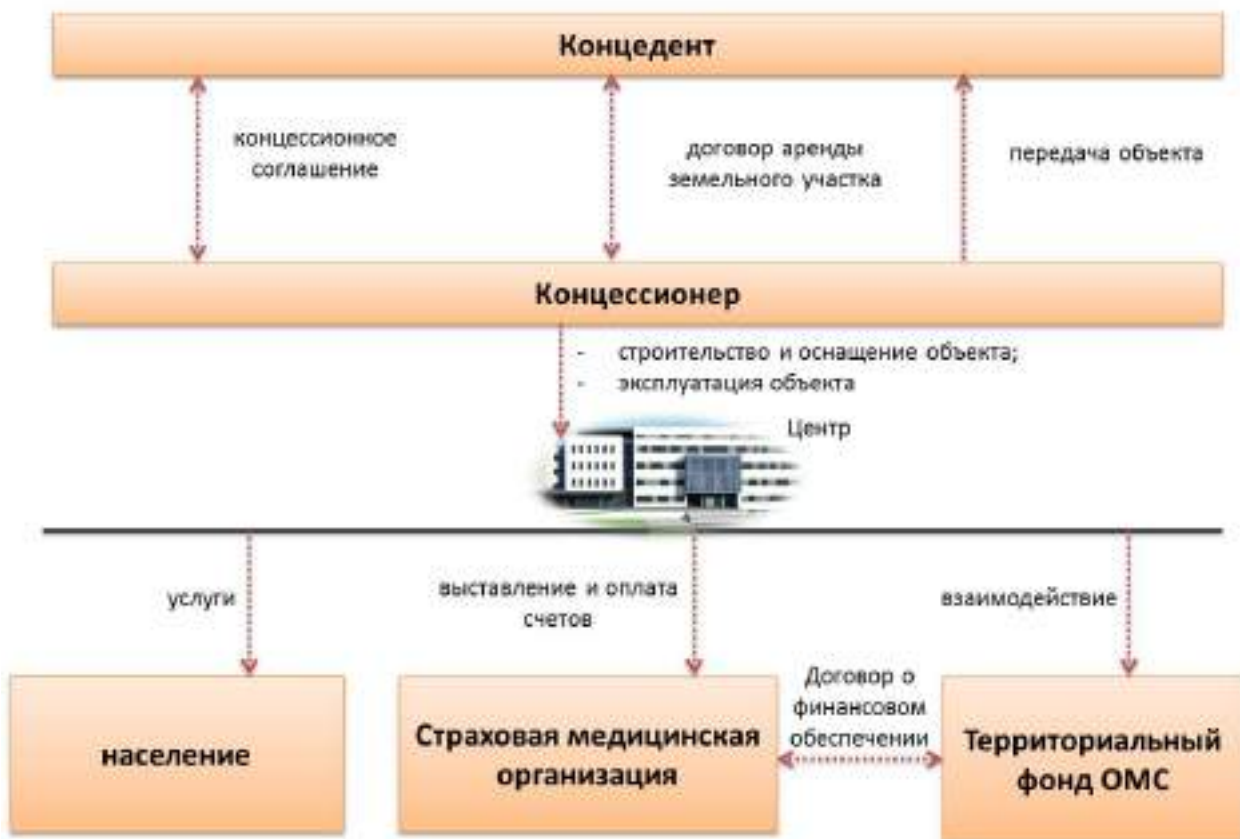 Концедент
концессионное
соглашение
договор аренды
земельного участка
передача объекта
Концессионер
- строительство и оснащение объекта;
- эксплуатация объекта
Центр
услуги
выставление и оплата
счетов
взаимодействие
население
Страховая медицинская
организация
Договор о
финансовом
обеспечении
Территориальный
фонд ОМС